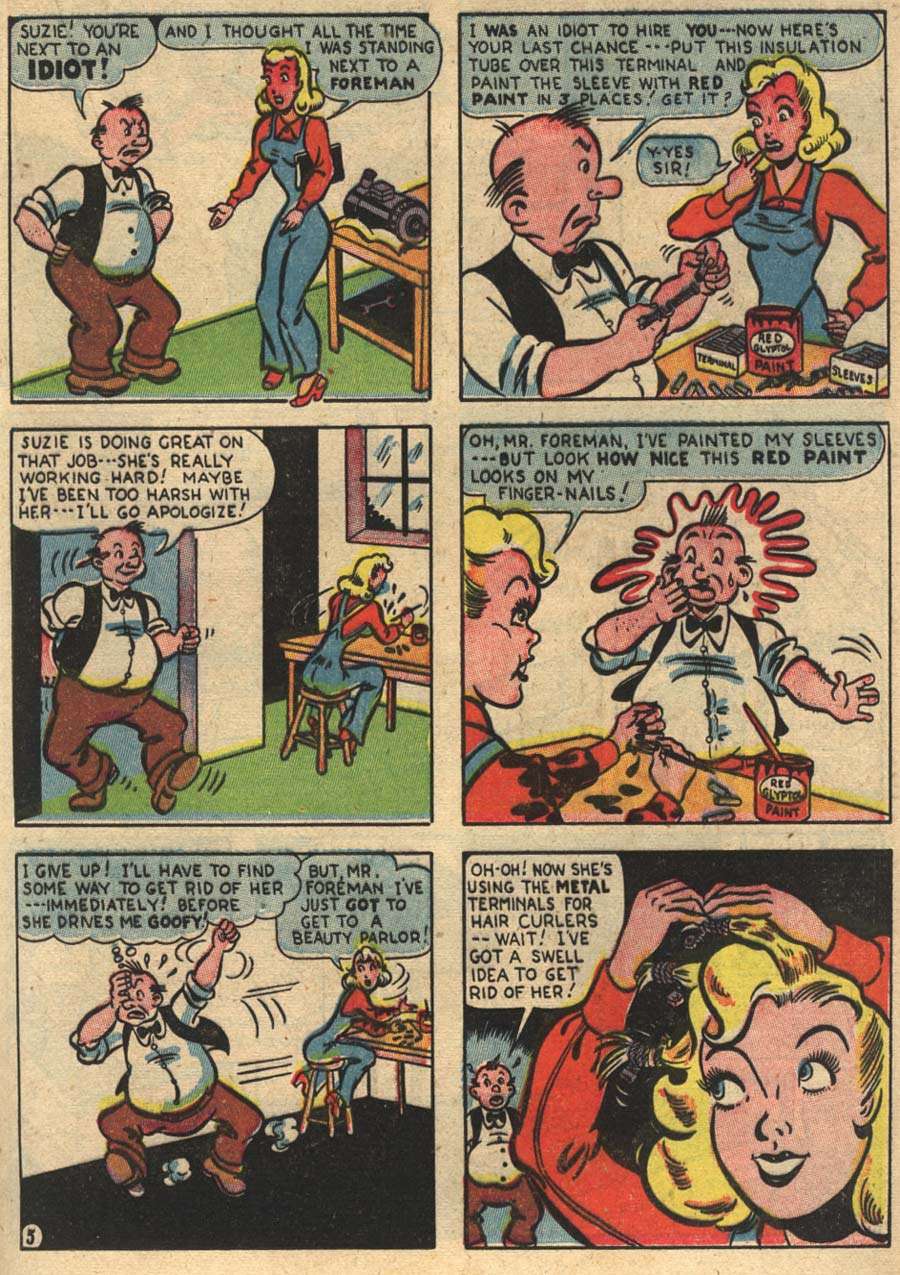 SUZIE! YOU'RE
NEXT TO AN
IDIOT!
AND I THOUGHT ALL THE TIME
I WAS STANDING
NEXT TO A
FOREMAN
I WAS AN IDIOT TO HIRE YOU---NOW HERE'S
YOUR LAST CHANCE---PUT THIS INSULATION
TUBE OVER THIS TERMINAL AND
PAINT THE SLEEVE WITH RED
PAINT IN 3 PLACES! GET IT?
Y-YES
SIR!
TERMINAL
RED
GLYPTOL
PAINT
SLEEVES
SUZIE IS DOING GREAT ON
THAT JOB---SHE'S REALLY
WORKING HARD! MAYBE
I'VE BEEN TOO HARSH WITH
HER---I'LL GO APOLOGIZE!
OH, MR. FOREMAN, I'VE PAINTED MY SLEEVES
---BUT LOOK HOW NICE THIS RED PAINT
LOOKS ON MY
FINGER-NAILS!
RED
GLYPTOL
PAINT
I GIVE UP! I'LL HAVE TO FIND
SOME WAY TO GET RID OF HER
---IMMEDIATELY! BEFORE
SHE DRIVES ME GOOFY!
BUT, MR.
FOREMAN I'VE
JUST GOT TO
GET TO A
BEAUTY PARLOR!
5
OH-OH! NOW SHE'S
USING THE METAL
TERMINALS FOR
HAIR CURLERS
-- WAIT! I'VE
GOT A SWELL
IDEA TO GET
RID OF HER!